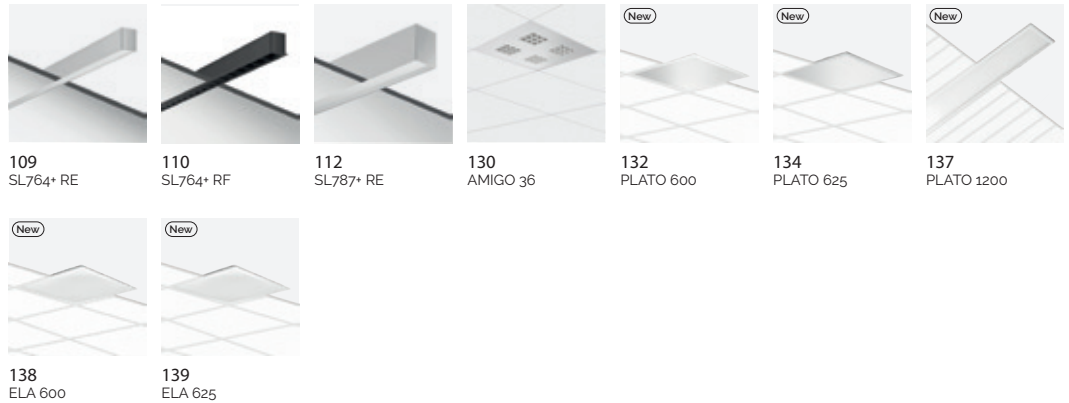 New
New
New
109
SL764+ RE
110
SL764+ RF
112
SL787+ RE
130
AMIGO 36
132
PLATO 600
134
PLATO 625
137
PLATO 1200
New
New
138
ELA 600
139
ELA 625